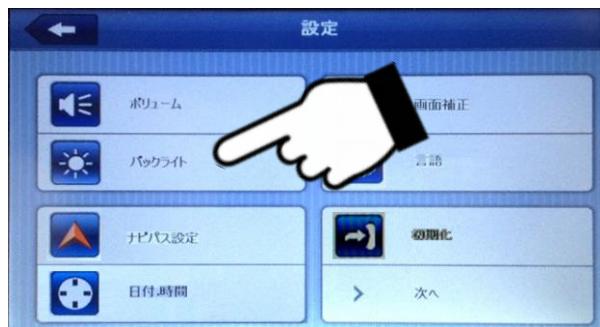 設定
ボリューム
画面補正
バックライト
言語
ナビパス設定
初期化
日付.時間
次へ